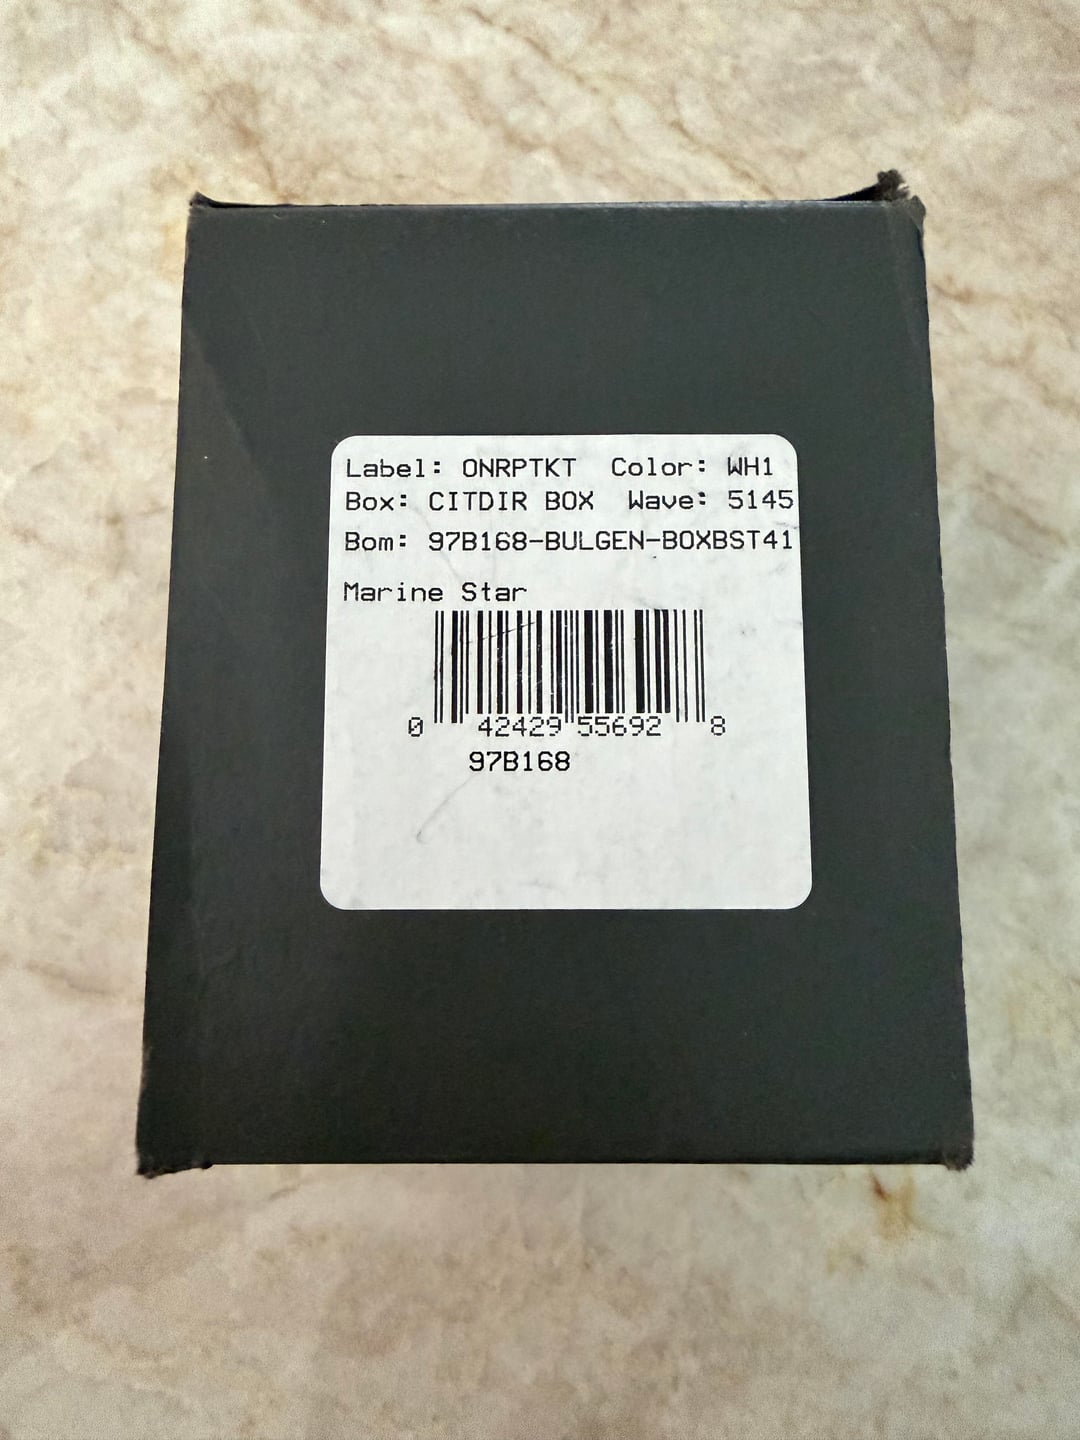 Label: ONRPTKT Color: WH1
Box: CITDIR BOX Wave: 5145
Bom: 97B168-BULGEN-BOXBST41
Marine Star
0 42429 55692 8
97B168